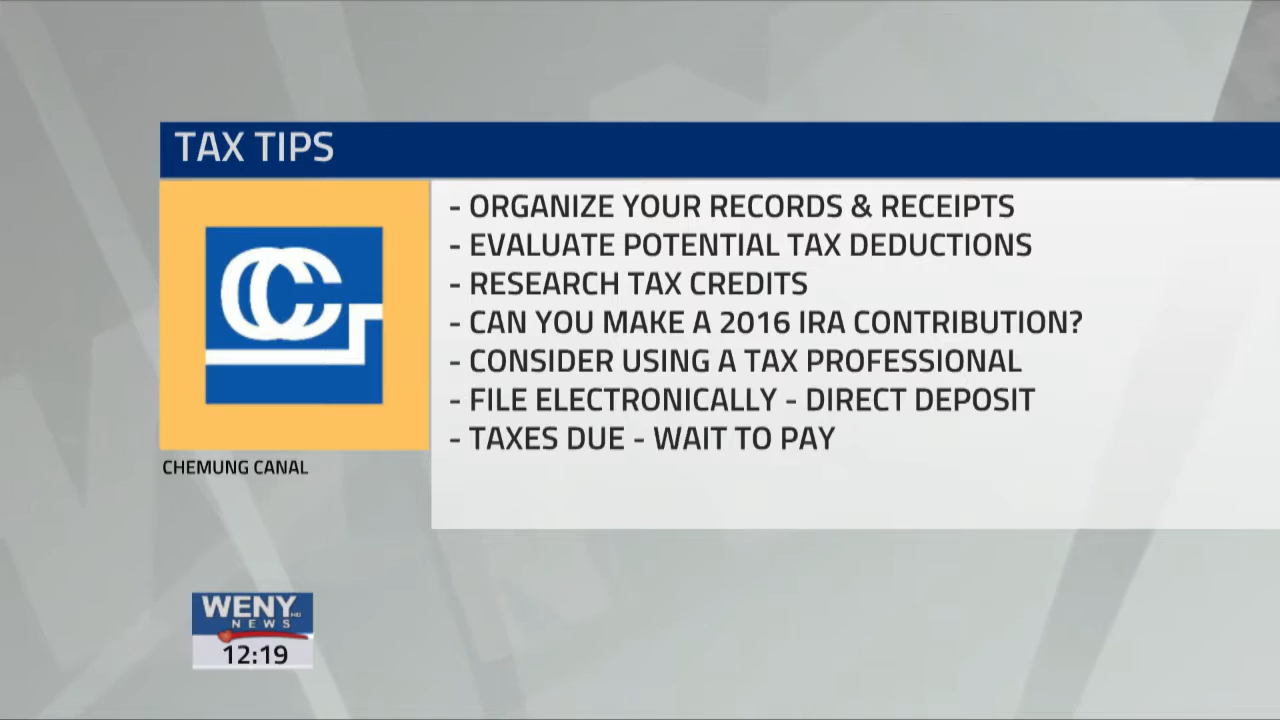 TAX TIPS
- ORGANIZE YOUR RECORDS & RECEIPTS
- EVALUATE POTENTIAL TAX DEDUCTIONS
- RESEARCH TAX CREDITS
- CAN YOU MAKE A 2016 IRA CONTRIBUTION?
- CONSIDER USING A TAX PROFESSIONAL
- FILE ELECTRONICALLY - DIRECT DEPOSIT
- TAXES DUE - WAIT TO PAY
CHEMUNG CANAL
WENY HD
NEWS
12:19